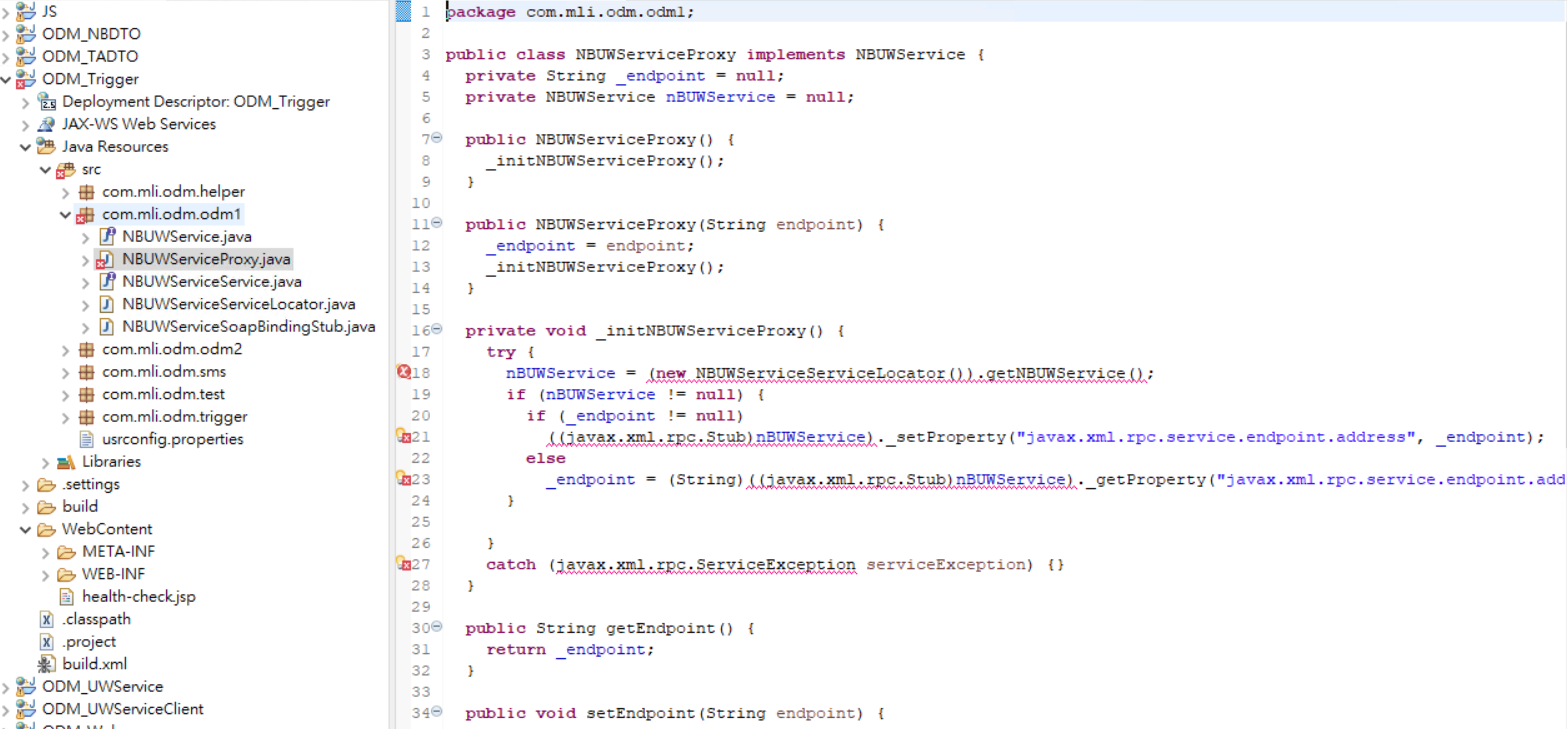 JS
ODM_NBDTO
ODM_TADTO
ODM_Trigger
Deployment Descriptor: ODM_Trigger
JAX-WS Web Services
Java Resources
src
com.mli.odm.helper
com.mli.odm.odm1
NBUWService.java
NBUWServiceProxy.java
NBUWServiceService.java
NBUWServiceServiceLocator.java
NBUWServiceSoapBindingStub.java
com.mli.odm.odm2
com.mli.odm.sms
com.mli.odm.test
com.mli.odm.trigger
usrconfig.properties
Libraries
.settings
build
WebContent
META-INF
WEB-INF
health-check.jsp
.classpath
.project
build.xml
ODM_UWService
ODM_UWServiceClient
1 package com.mli.odm.odm1;
2
3 public class NBUWServiceProxy implements NBUWService {
4 private String _endpoint = null;
5 private NBUWService nBUWService = null;
6
7 public NBUWServiceProxy() {
8 _initNBUWServiceProxy();
9 }
10
11 public NBUWServiceProxy(String endpoint) {
12 _endpoint = endpoint;
13 _initNBUWServiceProxy();
14 }
15
16 private void _initNBUWServiceProxy() {
17 try {
18 nBUWService = (new NBUWServiceServiceLocator()).getNBUWService();
19 if (nBUWService != null) {
20 if (_endpoint != null)
21 ((javax.xml.rpc.Stub)nBUWService)._setProperty("javax.xml.rpc.service.endpoint.address", _endpoint);
22 else
23 _endpoint = (String)((javax.xml.rpc.Stub)nBUWService)._getProperty("javax.xml.rpc.service.endpoint.add
24 }
25
26 }
27 catch (javax.xml.rpc.ServiceException serviceException) {}
28 }
29
30 public String getEndpoint() {
31 return _endpoint;
32 }
33
34 public void setEndpoint(String endpoint) {